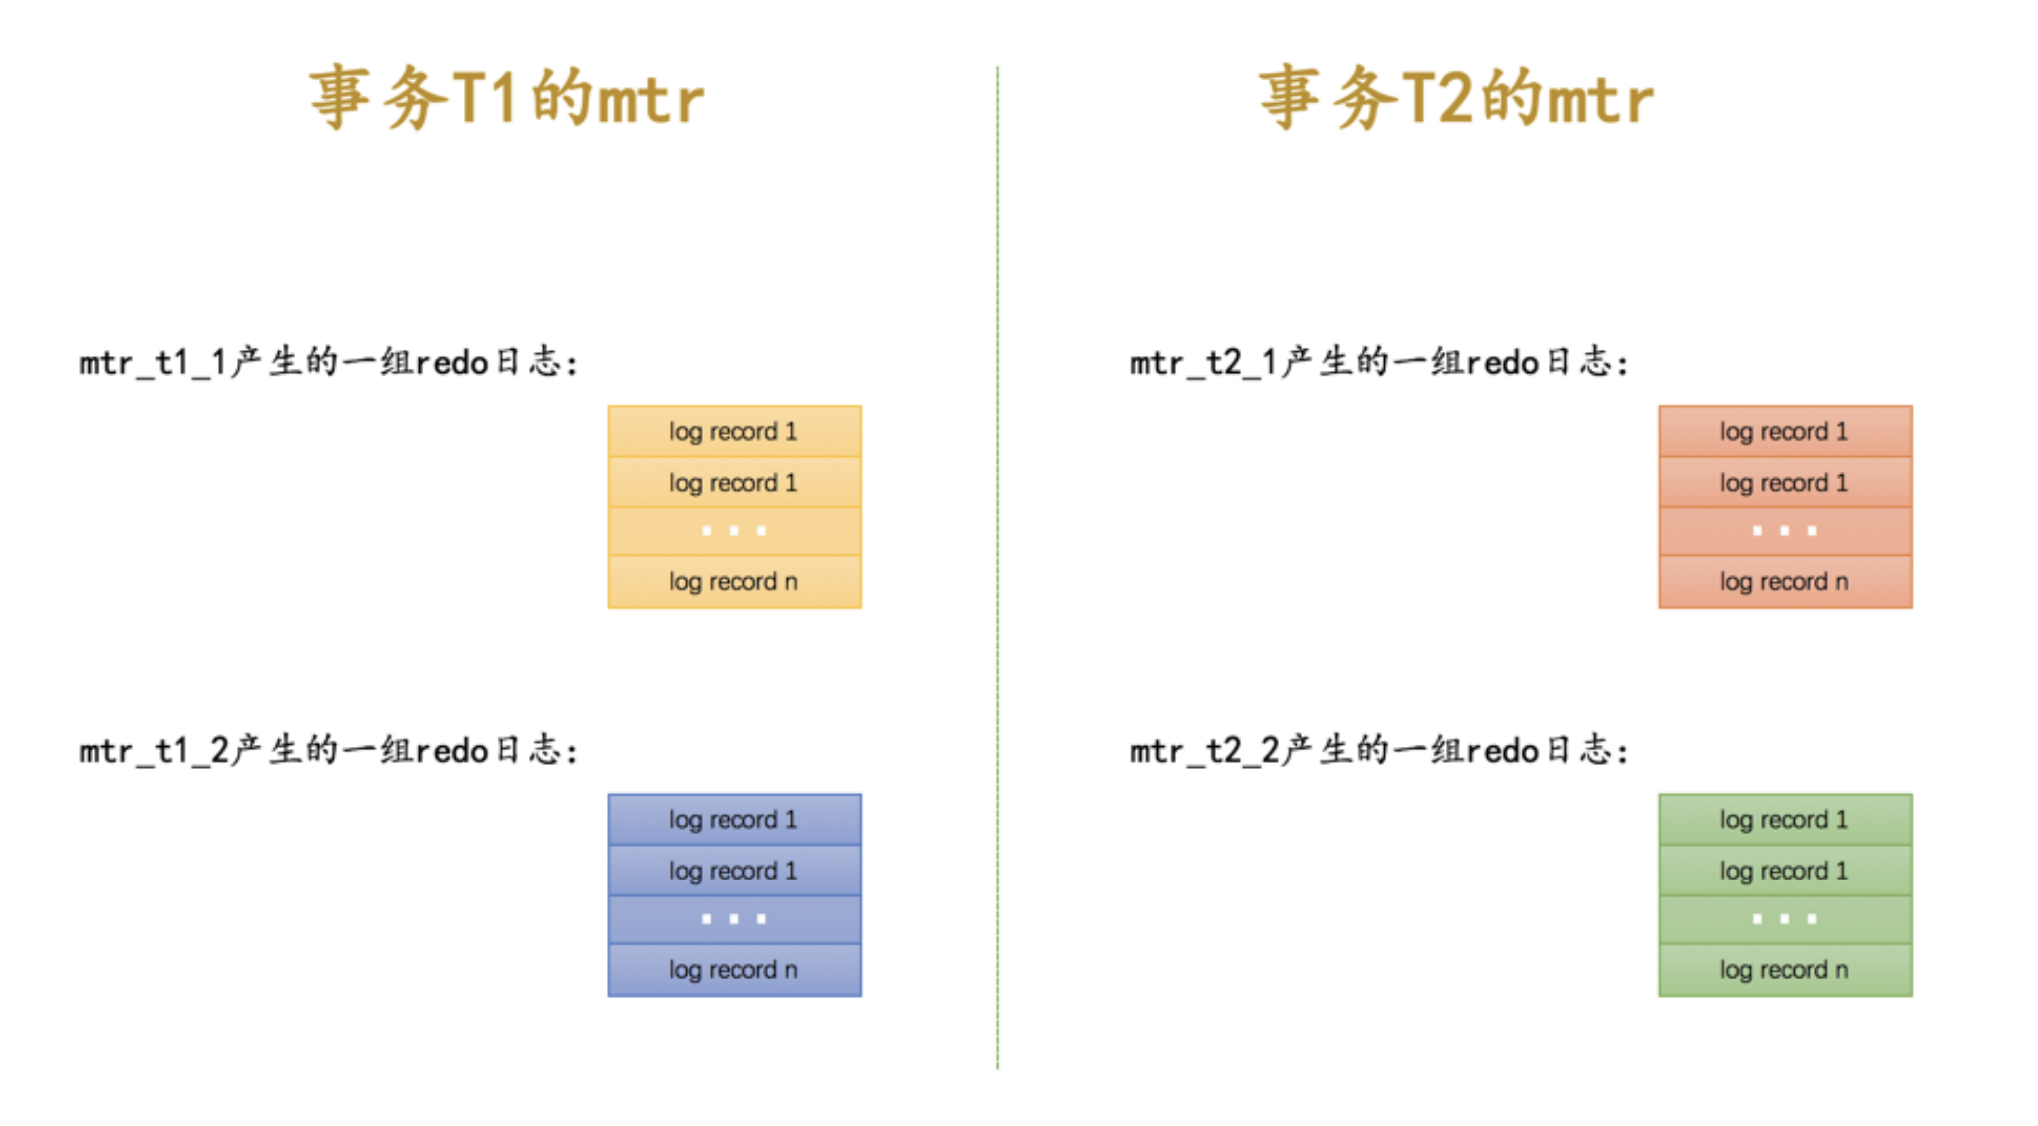 事务T1的mtr
mtr_t1_1产生的一组redo日志：
log record 1
log record 1
...
log record n
mtr_t1_2产生的一组redo日志：
log record 1
log record 1
...
log record n
事务T2的mtr
mtr_t2_1产生的一组redo日志：
log record 1
log record 1
...
log record n
mtr_t2_2产生的一组redo日志：
log record 1
log record 1
...
log record n